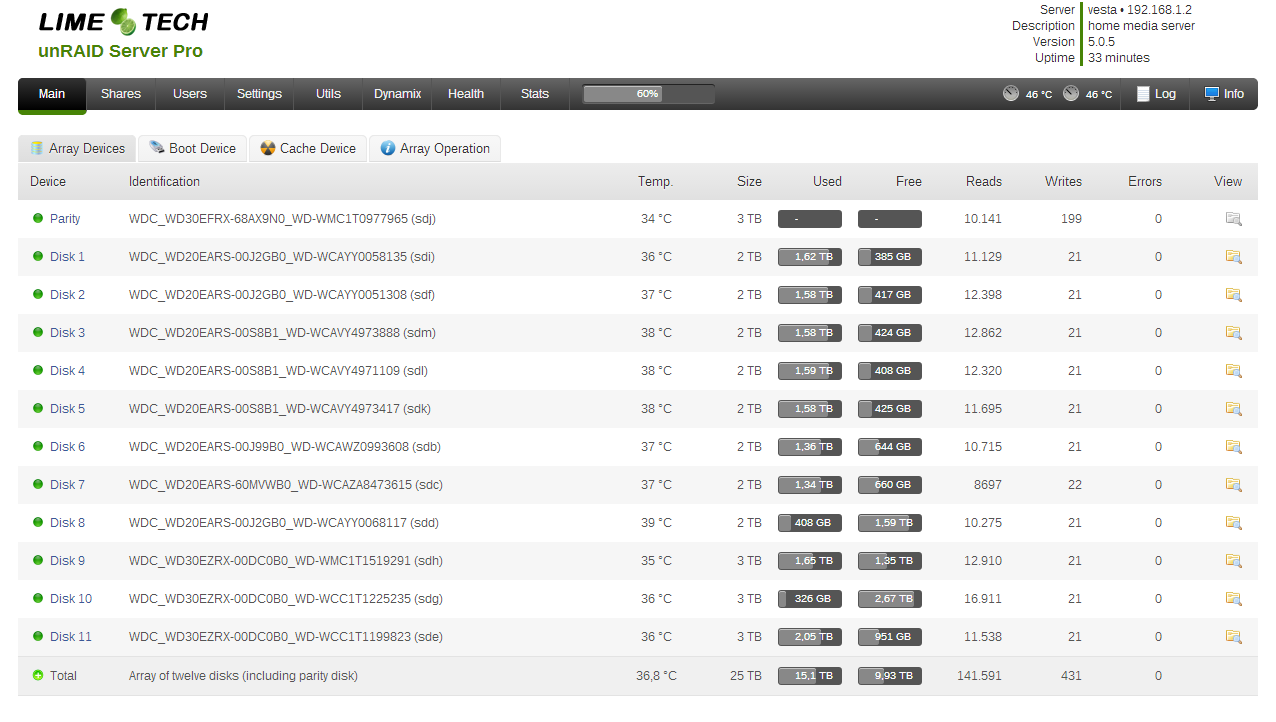 LIME TECH
unRAID Server Pro
Server vesta • 192.168.1.2
Description home media server
Version 5.0.5
Uptime 33 minutes
Main Shares Users Settings Utils Dynamix Health Stats 60% 46 °C 46 °C Log Info
Array Devices Boot Device Cache Device Array Operation
Device Identification Temp. Size Used Free Reads Writes Errors View
Parity WDC_WD30EFRX-68AX9N0_WD-WMC1T0977965 (sdj) 34 °C 3 TB - - 10.141 199 0
Disk 1 WDC_WD20EARS-00J2GB0_WD-WCAYY0058135 (sdi) 36 °C 2 TB 1,62 TB 385 GB 11.129 21 0
Disk 2 WDC_WD20EARS-00J2GB0_WD-WCAYY0051308 (sdf) 37 °C 2 TB 1,58 TB 417 GB 12.398 21 0
Disk 3 WDC_WD20EARS-00S8B1_WD-WCAVY4973888 (sdm) 38 °C 2 TB 1,58 TB 424 GB 12.862 21 0
Disk 4 WDC_WD20EARS-00S8B1_WD-WCAVY4971109 (sdl) 38 °C 2 TB 1,59 TB 408 GB 12.320 21 0
Disk 5 WDC_WD20EARS-00S8B1_WD-WCAVY4973417 (sdk) 38 °C 2 TB 1,58 TB 425 GB 11.695 21 0
Disk 6 WDC_WD20EARS-00J99B0_WD-WCAWZ0993608 (sdb) 37 °C 2 TB 1,36 TB 644 GB 10.715 21 0
Disk 7 WDC_WD20EARS-60MVWB0_WD-WCAZA8473615 (sdc) 37 °C 2 TB 1,34 TB 660 GB 8697 22 0
Disk 8 WDC_WD20EARS-00J2GB0_WD-WCAYY0068117 (sdd) 39 °C 2 TB 408 GB 1,59 TB 10.275 21 0
Disk 9 WDC_WD30EZRX-00DC0B0_WD-WMC1T1519291 (sdh) 35 °C 3 TB 1,65 TB 1,35 TB 12.910 21 0
Disk 10 WDC_WD30EZRX-00DC0B0_WD-WCC1T1225235 (sdg) 36 °C 3 TB 326 GB 2,67 TB 16.911 21 0
Disk 11 WDC_WD30EZRX-00DC0B0_WD-WCC1T1199823 (sde) 36 °C 3 TB 2,05 TB 951 GB 11.538 21 0
Total Array of twelve disks (including parity disk) 36,8 °C 25 TB 15,1 TB 9,93 TB 141.591 431 0